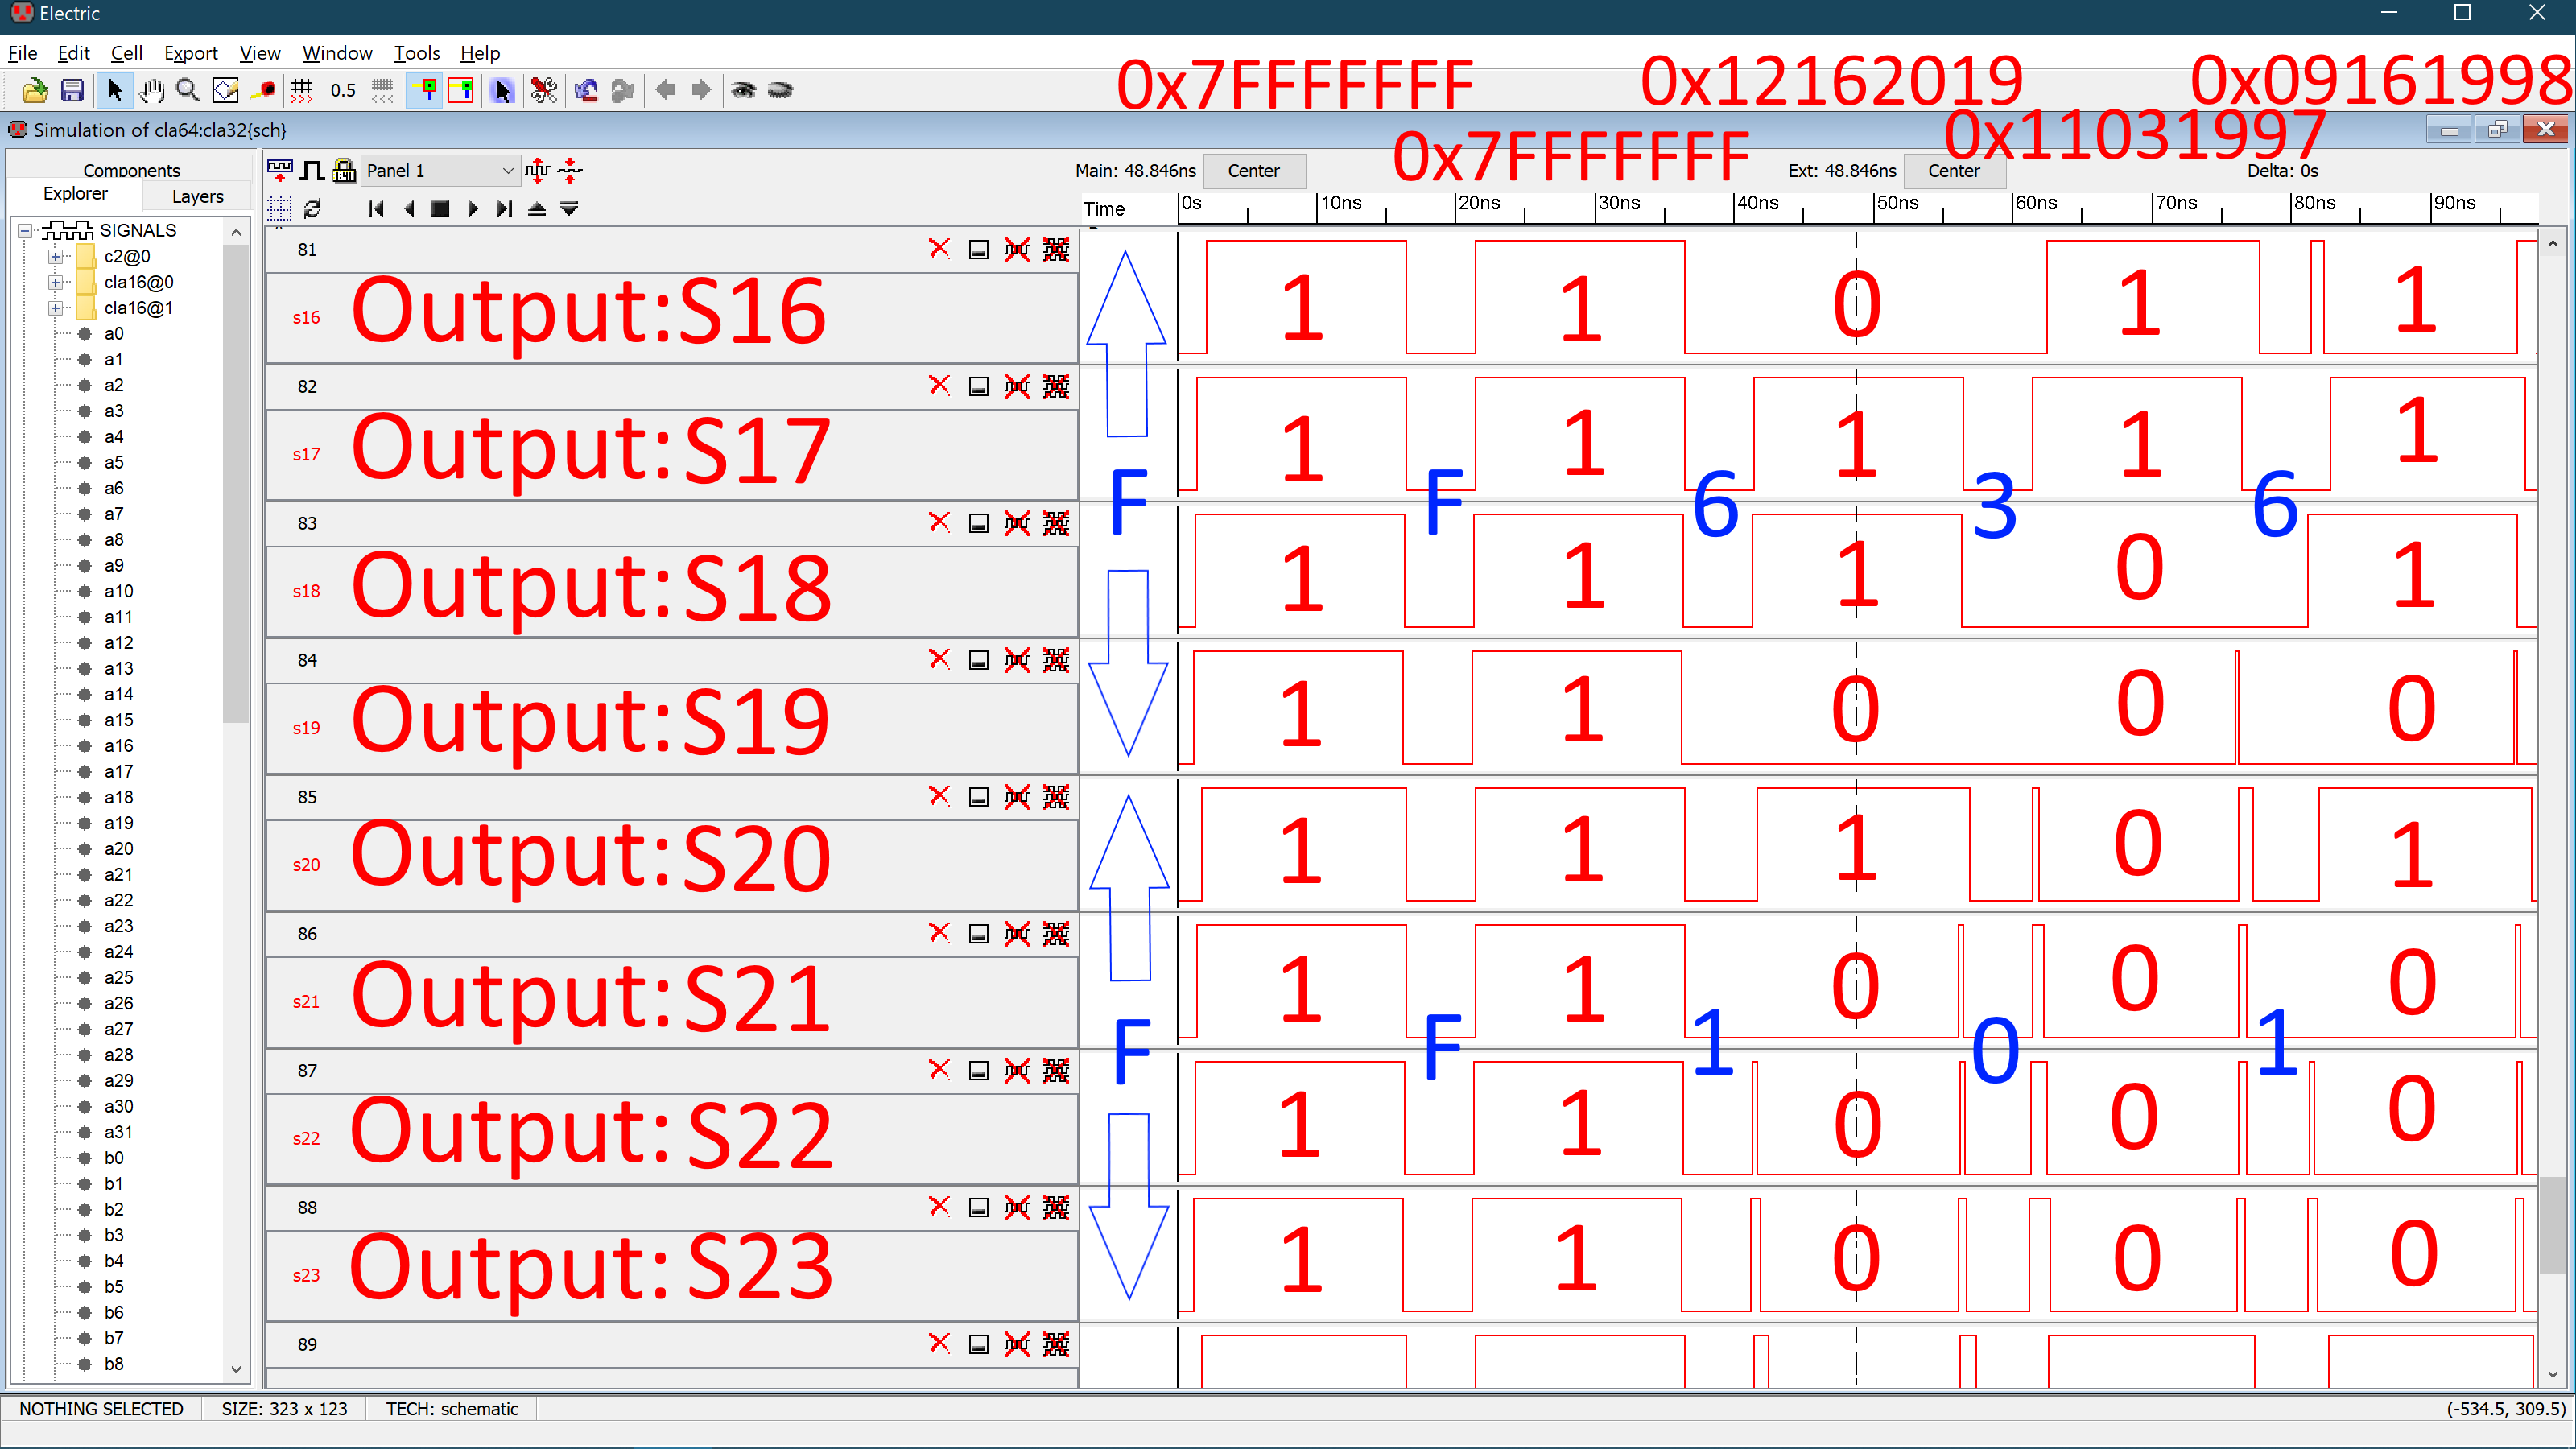 Electric
File Edit Cell Export View Window Tools Help
0x7FFFFFFF 0x12162019 0x09161998
0.5
0x7FFFFFFF 0x11031997
Simulation of cla64:cla32{sch}
Components
Explorer Layers
Panel 1 Main: 48.846ns Center Ext: 48.846ns Center Delta: 0s
Time 0s 10ns 20ns 30ns 40ns 50ns 60ns 70ns 80ns 90ns
SIGNALS
c2@0
cla16@0
cla16@1
a0
a1
a2
a3
a4
a5
a6
a7
a8
a9
a10
a11
a12
a13
a14
a15
a16
a17
a18
a19
a20
a21
a22
a23
a24
a25
a26
a27
a28
a29
a30
a31
b0
b1
b2
b3
b4
b5
b6
b7
b8
81
s16 Output:S16 1 1 0 1 1
82
s17 Output:S17 1 1 1 1 1
F F 6 3 6
83
s18 Output:S18 1 1 1 0 1
84
s19 Output:S19 1 1 0 0 0
85
s20 Output:S20 1 1 1 0 1
86
s21 Output:S21 1 1 0 0 0
F F 1 0 1
87
s22 Output:S22 1 1 0 0 0
88
s23 Output:S23 1 1 0 0 0
89
NOTHING SELECTED SIZE: 323 x 123 TECH: schematic (-534.5, 309.5)